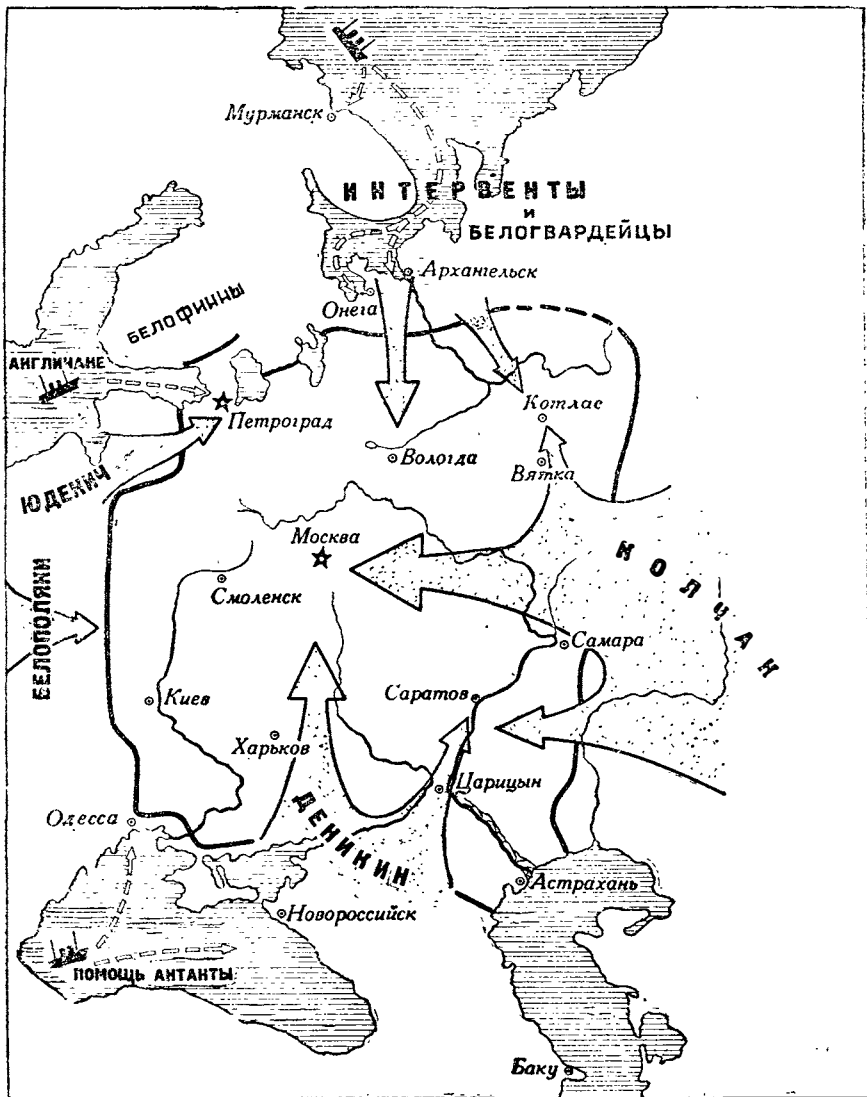 Мурманск
ИНТЕРВЕНТЫ
и
БЕЛОГВАРДЕЙЦЫ
Архангельск
Онега
БЕЛОФИННЫ
АНГЛИЧАНЕ
Петроград
Котлас
Вологда
Вятка
ЮДЕНИЧ
Москва
КОЛЧАК
Смоленск
БЕЛОПОЛЯКИ
Самара
Киев
Саратов
Харьков
Царицын
ДЕНИКИН
Одесса
Астрахань
Новороссийск
ПОМОЩЬ АНТАНТЫ
Баку